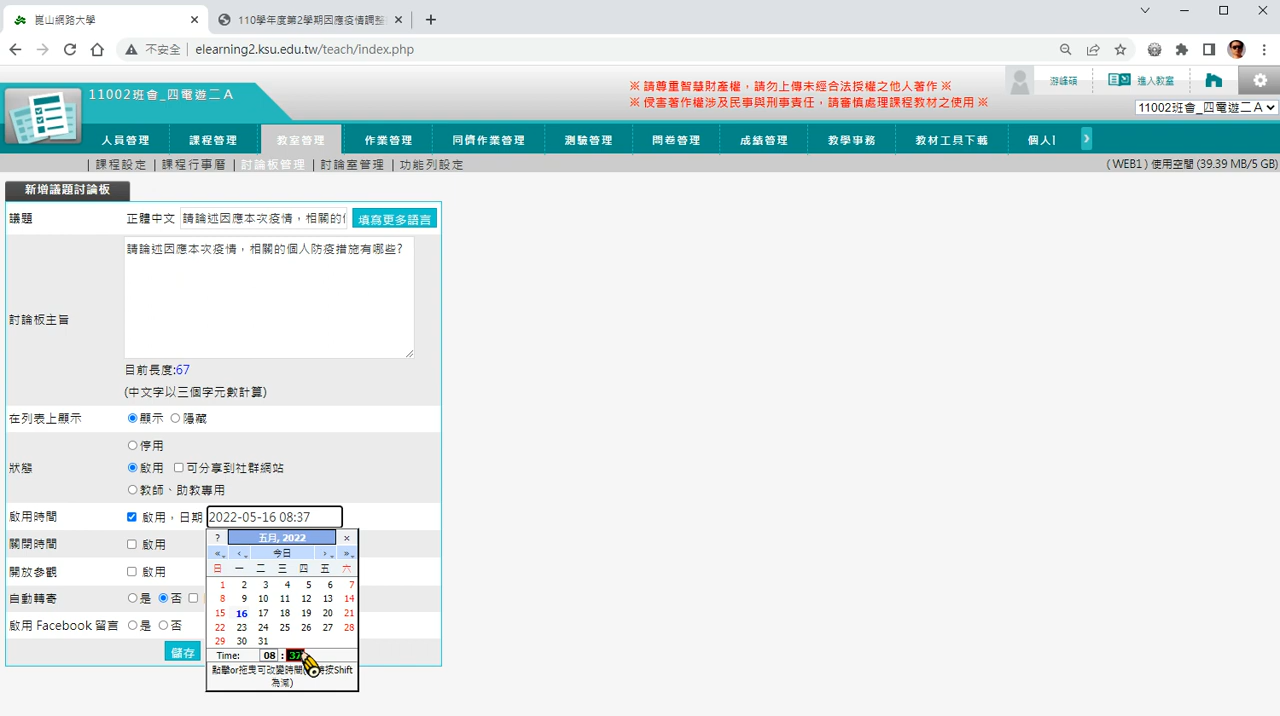 崑山網路大學
110學年度第2學期因應疫情調整
不安全 elearning2.ksu.edu.tw/teach/index.php
11002班會_四電遊二A
※ 請尊重智慧財產權,請勿上傳未經合法授權之他人著作 ※
※ 侵害著作權涉及民事與刑事責任,請審慎處理課程教材之使用 ※
游峰碩 進入教室
11002班會_四電遊二A
人員管理 課程管理 教室管理 作業管理 同儕作業管理 測驗管理 問卷管理 成績管理 教學事務 教材工具下載 個人
| 課程設定 | 課程行事曆 | 討論板管理 | 討論室管理 | 功能列設定
( WEB1 ) 使用空間 (39.39 MB/5 GB)
新增議題討論板
議題 正體中文 請論述因應本次疫情,相關的 填寫更多語言
請論述因應本次疫情,相關的個人防疫措施有哪些?
討論板主旨
目前長度:67
(中文字以三個字元數計算)
在列表上顯示 顯示 隱藏
停用
狀態 啟用 可分享到社群網站
教師、助教專用
啟用時間 啟用,日期 2022-05-16 08:37
關閉時間 啟用
開放參觀 啟用
自動轉寄 是 否
啟用 Facebook 留言 是 否
儲存
? 五月, 2022 ×
« ‹ 今日 › »
日 一 二 三 四 五 六
1 2 3 4 5 6 7
8 9 10 11 12 13 14
15 16 17 18 19 20 21
22 23 24 25 26 27 28
29 30 31
Time: 08 : 37
點擊or拖曳可改變時間 按Shift
為減)